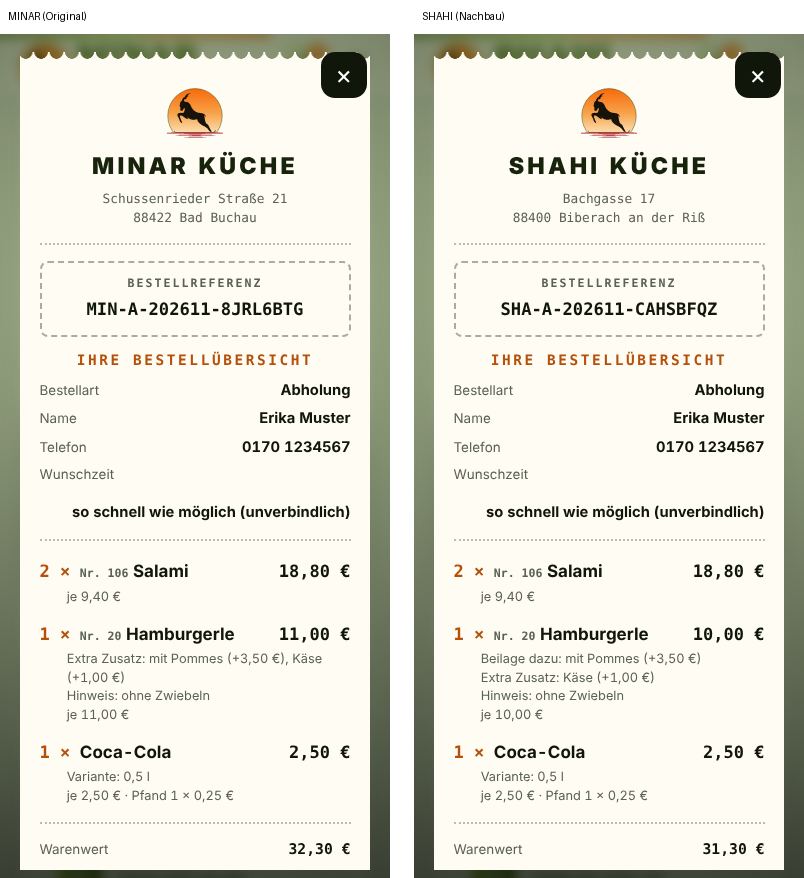 MINAR (Original)
×
MINAR KÜCHE
Schussenrieder Straße 21
88422 Bad Buchau
BESTELLREFERENZ
MIN-A-202611-8JRL6BTG
IHRE BESTELLÜBERSICHT
Bestellart Abholung
Name Erika Muster
Telefon 0170 1234567
Wunschzeit
so schnell wie möglich (unverbindlich)
2 × Nr. 106 Salami 18,80 €
je 9,40 €
1 × Nr. 20 Hamburgerle 11,00 €
Extra Zusatz: mit Pommes (+3,50 €), Käse
(+1,00 €)
Hinweis: ohne Zwiebeln
je 11,00 €
1 × Coca-Cola 2,50 €
Variante: 0,5 l
je 2,50 € · Pfand 1 × 0,25 €
Warenwert 32,30 €
SHAHI (Nachbau)
×
SHAHI KÜCHE
Bachgasse 17
88400 Biberach an der Riß
BESTELLREFERENZ
SHA-A-202611-CAHSBFQZ
IHRE BESTELLÜBERSICHT
Bestellart Abholung
Name Erika Muster
Telefon 0170 1234567
Wunschzeit
so schnell wie möglich (unverbindlich)
2 × Nr. 106 Salami 18,80 €
je 9,40 €
1 × Nr. 20 Hamburgerle 10,00 €
Beilage dazu: mit Pommes (+3,50 €)
Extra Zusatz: Käse (+1,00 €)
Hinweis: ohne Zwiebeln
je 10,00 €
1 × Coca-Cola 2,50 €
Variante: 0,5 l
je 2,50 € · Pfand 1 × 0,25 €
Warenwert 31,30 €